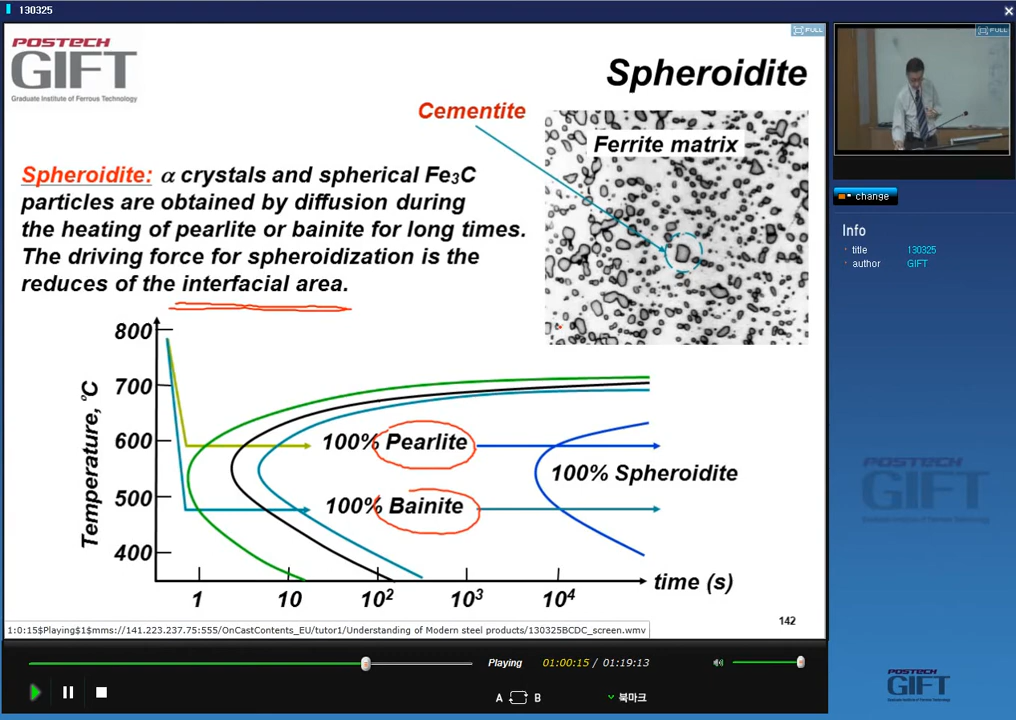 130325
POSTECH
GIFT
Graduate Institute of Ferrous Technology
FULL
Spheroidite
Cementite
Ferrite matrix
Spheroidite: α crystals and spherical Fe₃C
particles are obtained by diffusion during
the heating of pearlite or bainite for long times.
The driving force for spheroidization is the
reduces of the interfacial area.
Temperature, °C
800
700
600
500
400
100% Pearlite
100% Bainite
100% Spheroidite
1
10
10²
10³
10⁴
time (s)
142
1:0:15$Playing$1$mms://141.223.237.75:555/OnCastContents_EU/tutor1/Understanding of Modern steel products/130325BCDC_screen.wmv
Playing
01:00:15 / 01:19:13
A B
북마크
FULL
change
Info
title 130325
author GIFT
POSTECH
GIFT
POSTECH
GIFT